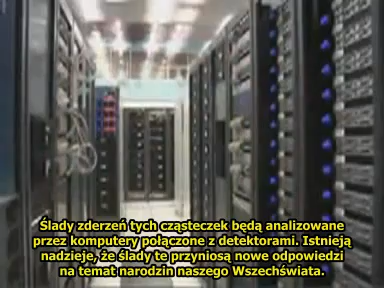 Ślady zderzeń tych cząsteczek będą analizowane
przez komputery połączone z detektorami. Istnieją
nadzieje, że ślady te przyniosą nowe odpowiedzi
na temat narodzin naszego Wszechświata.